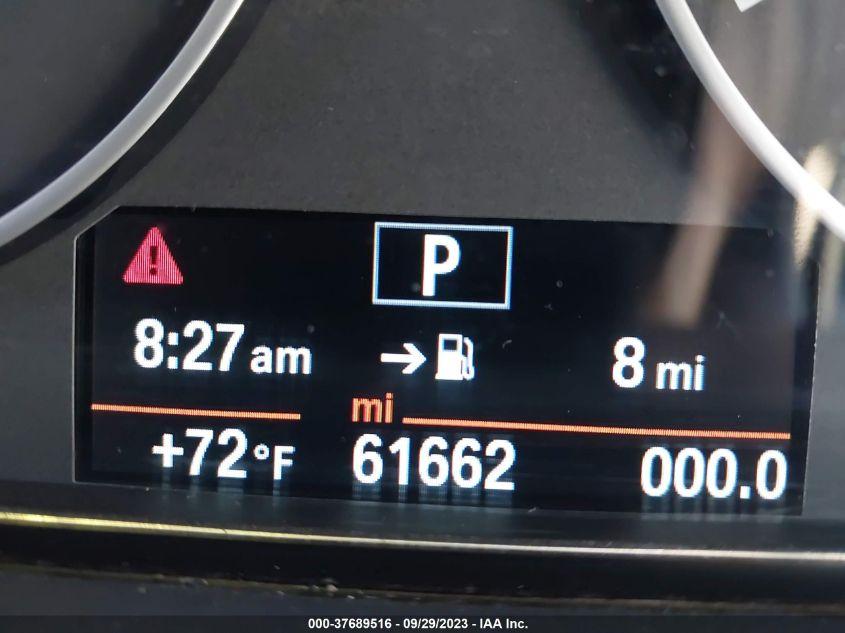 P
8:27 am → 8 mi
mi
+72 °F 61662 000.0
000-37689516 - 09/29/2023 - IAA Inc.